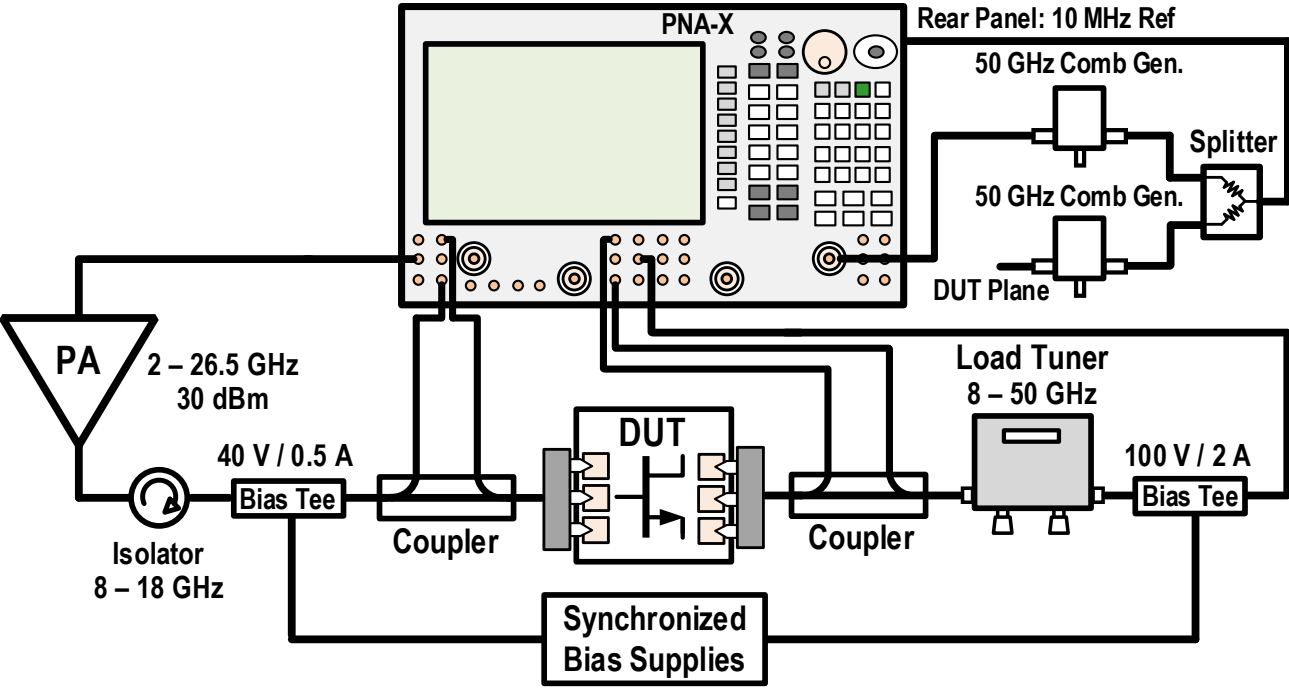 PNA-X
Rear Panel: 10 MHz Ref
50 GHz Comb Gen.
Splitter
50 GHz Comb Gen.
DUT Plane
PA
2 – 26.5 GHz
30 dBm
Load Tuner
8 – 50 GHz
40 V / 0.5 A
Bias Tee
DUT
100 V / 2 A
Bias Tee
Coupler
Coupler
Isolator
8 – 18 GHz
Synchronized
Bias Supplies